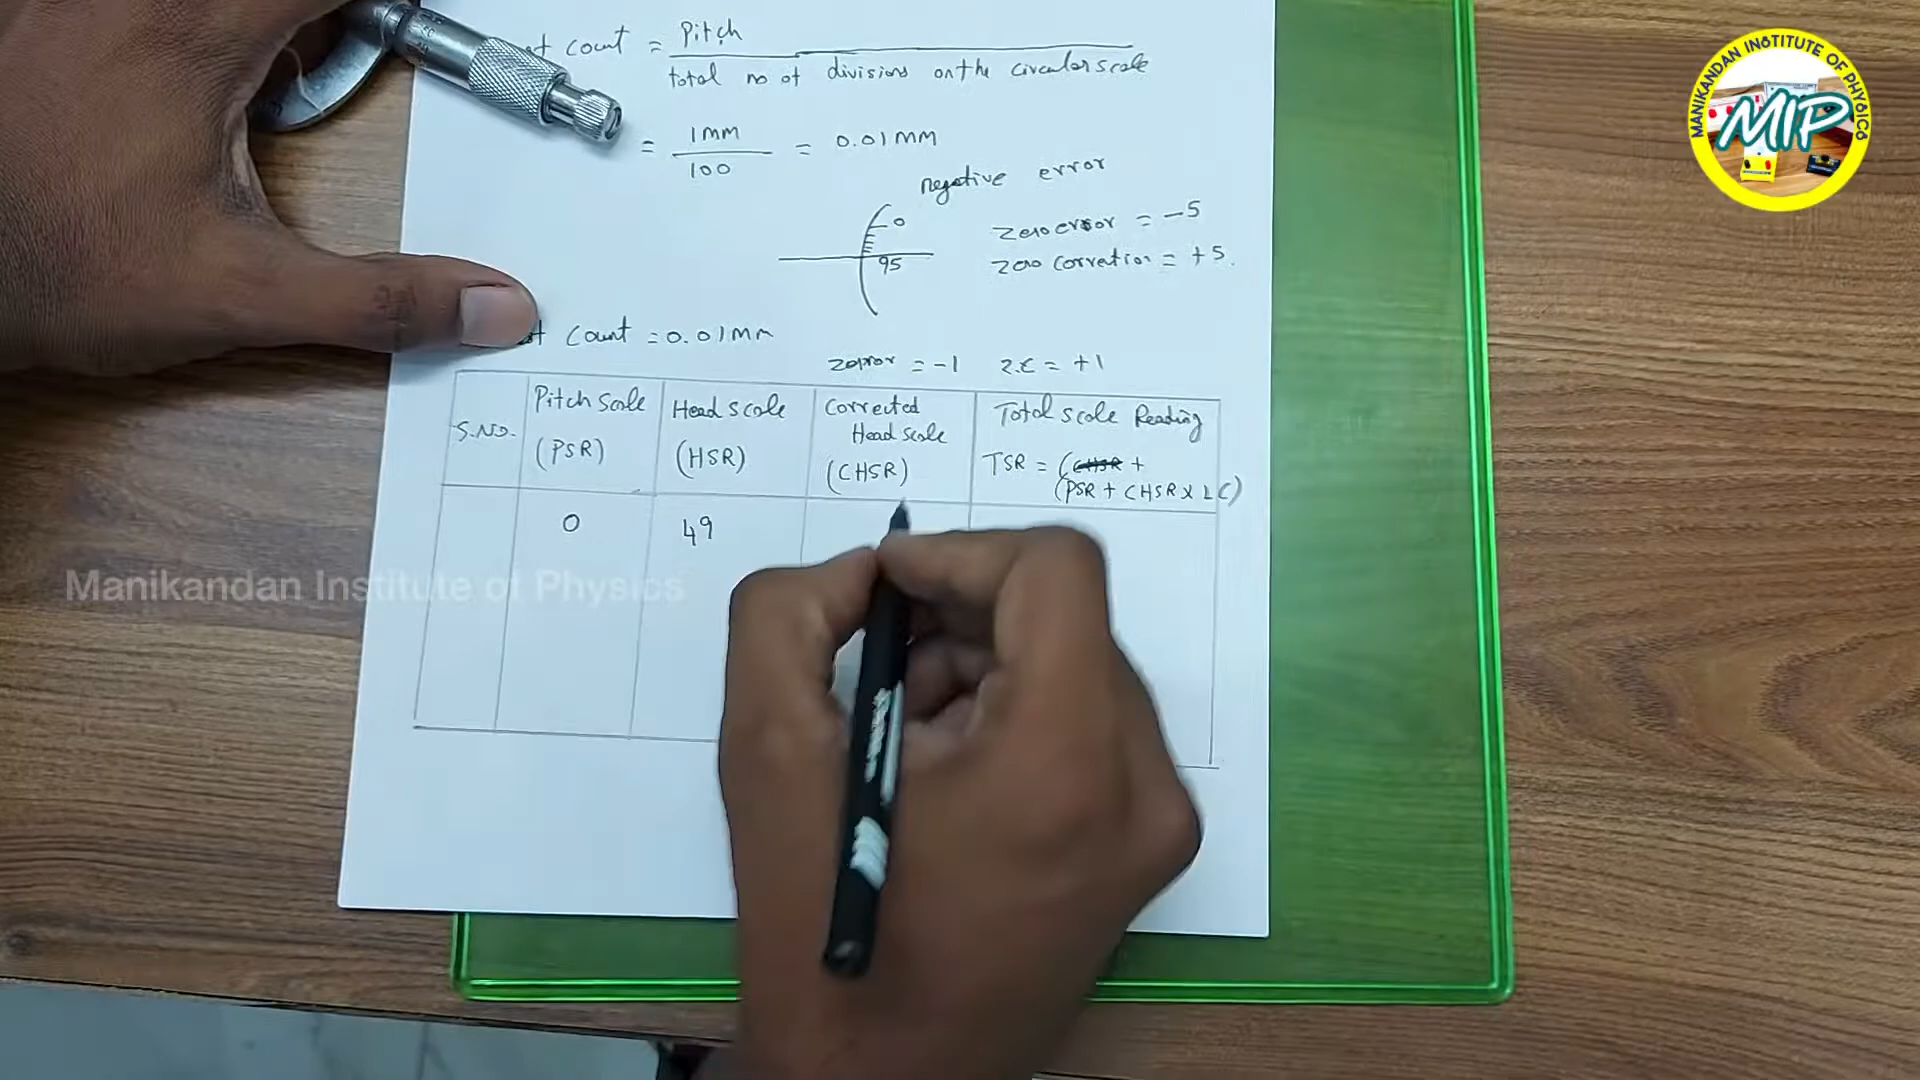 MANIKANDAN INSTITUTE OF PHYSICS
MIP
count = Pitch
total no of divisions on the circular scale
= 1MM
100
= 0.01MM
negative error
0
95
zero error = -5
zero correction = +5.
count = 0.01MM
= -1 Z.C = +1
S.NO.
Pitch Scale
(PSR)
Head scale
(HSR)
Corrected
Head scale
(CHSR)
Total scale Reading
TSR = (CHSR +
(PSR + CHSR X LC)
0
49
Manikandan Institute of Physics